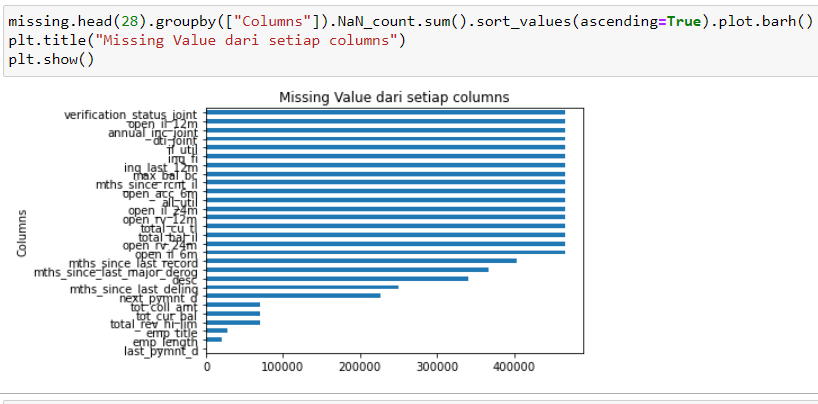 missing.head(28).groupby(["Columns"]).NaN_count.sum().sort_values(ascending=True).plot.barh()
plt.title("Missing Value dari setiap columns")
plt.show()
Missing Value dari setiap columns
verification_status_joint
open_il_12m
annual_inc_joint
dti_joint
il_util
inq_fi
inq_last_12m
max_bal_bc
mths_since_rcnt_il
open_acc_6m
all_util
open_il_24m
open_rv_12m
total_cu_tl
total_bal_il
open_rv_24m
open_il_6m
mths_since_last_record
mths_since_last_major_derog
desc
mths_since_last_delinq
next_pymnt_d
tot_coll_amt
tot_cur_bal
total_rev_hi_lim
emp_title
emp_length
last_pymnt_d
Columns
0 100000 200000 300000 400000